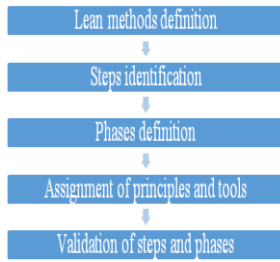 Lean methods definition
Steps identification
Phases definition
Assignment of principles and tools
Validation of steps and phases